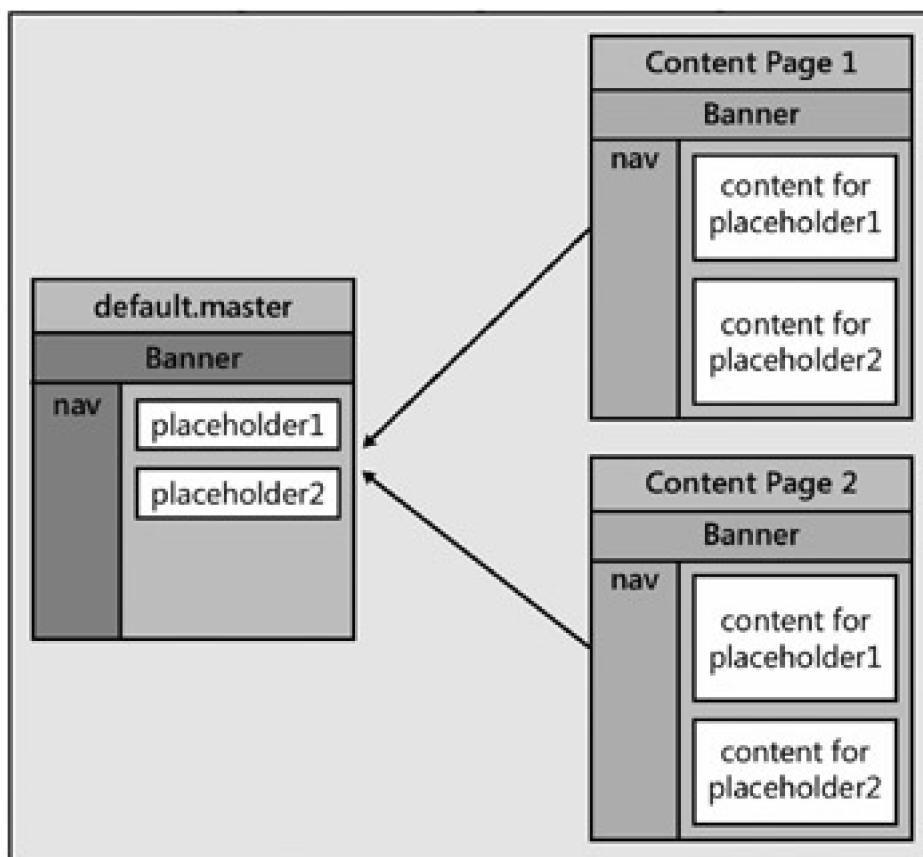 default.master
Banner
nav
placeholder1
placeholder2
Content Page 1
Banner
nav
content for
placeholder1
content for
placeholder2
Content Page 2
Banner
nav
content for
placeholder1
content for
placeholder2